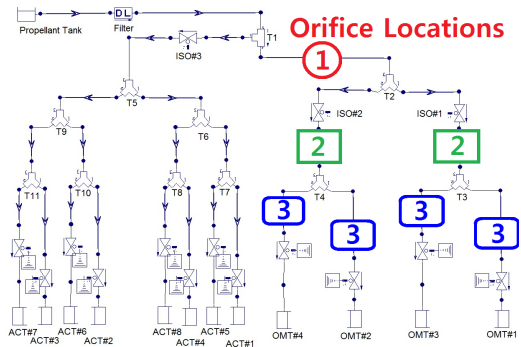 Orifice Locations
DL
Propellant Tank
Filter
T1
1
ISO#3
T5
T2
ISO#2
ISO#1
T9
T6
2
2
T11
T10
T8
T7
T4
T3
3
3
3
3
ACT#7
ACT#3
ACT#6
ACT#2
ACT#8
ACT#4
ACT#5
ACT#1
OMT#4
OMT#2
OMT#3
OMT#1